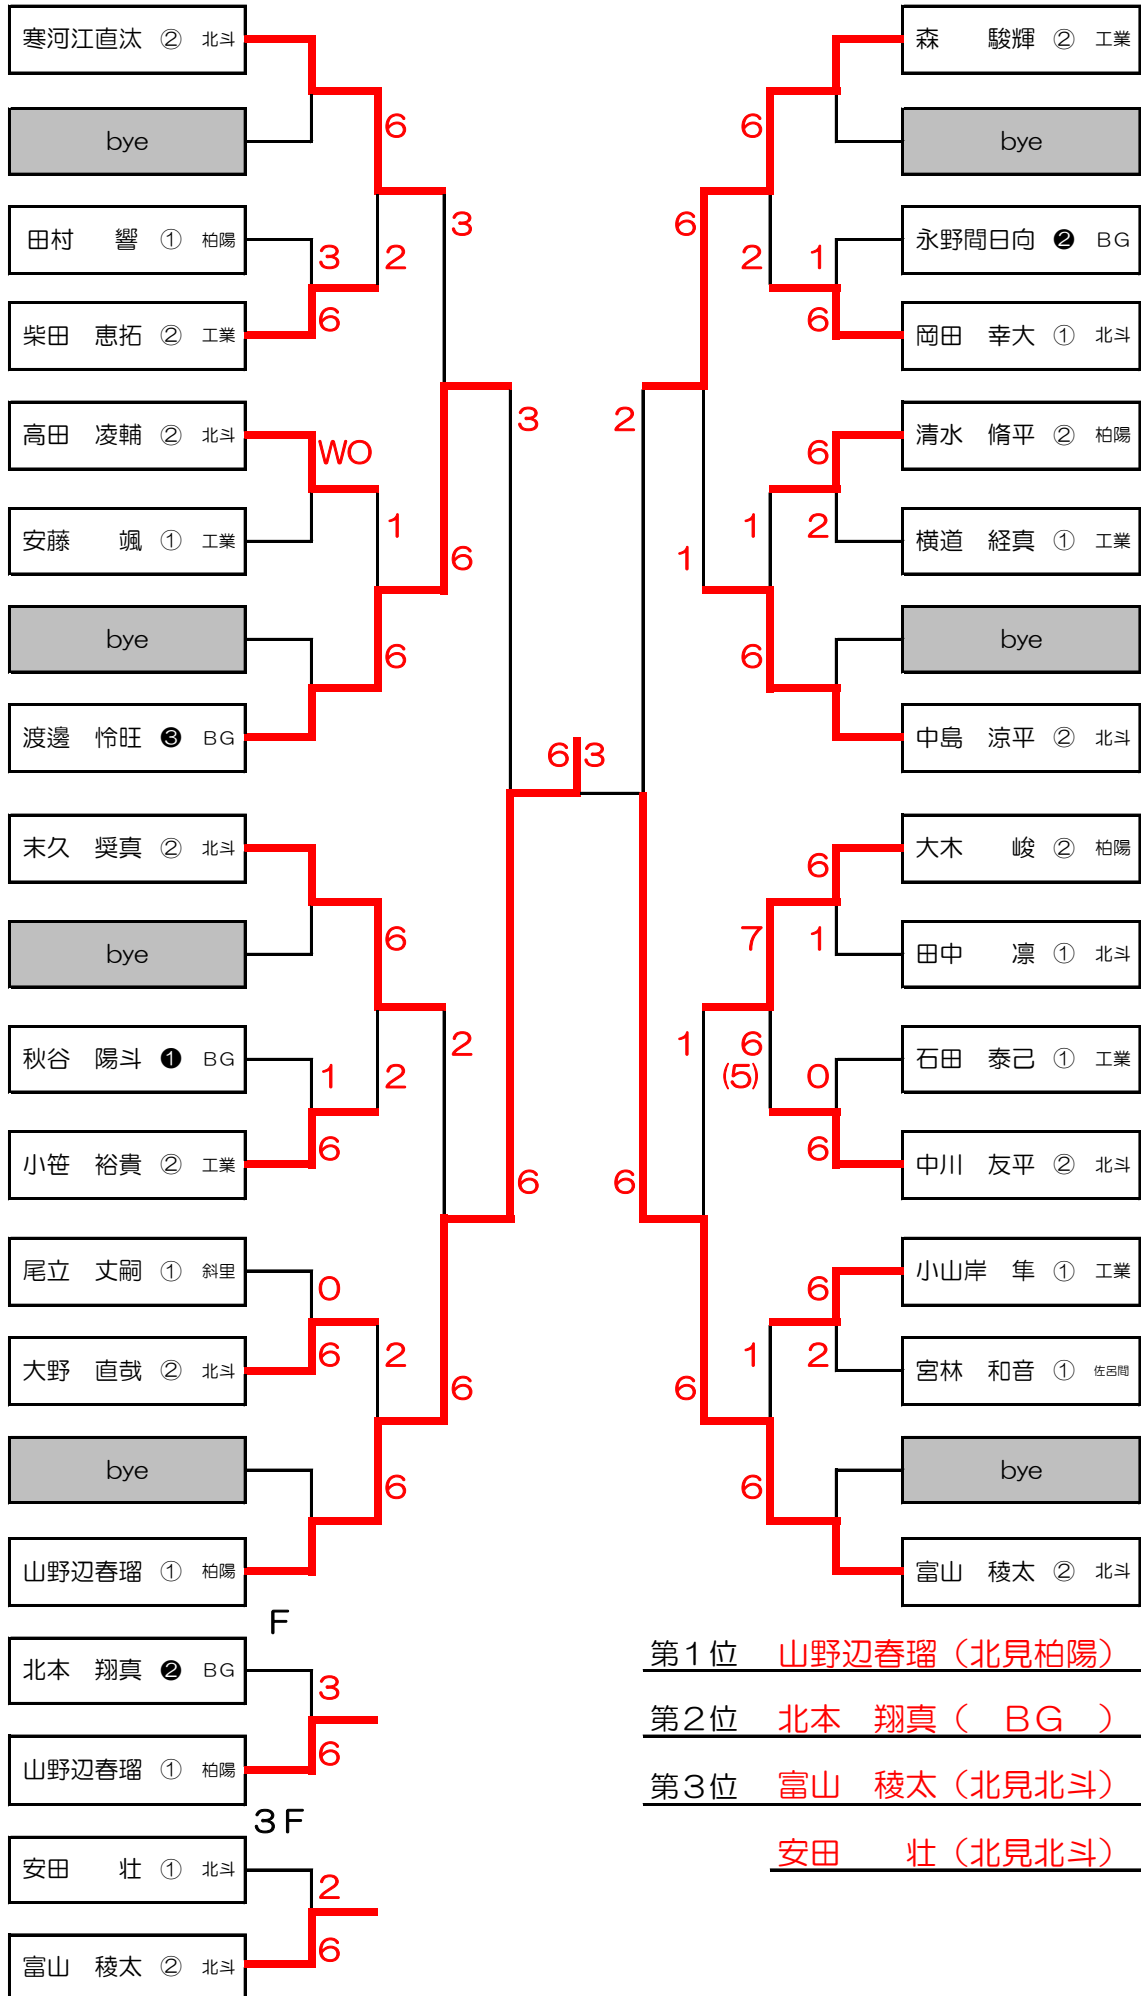 寒河江直汰 ② 北斗
bye
田村　響 ① 柏陽
柴田　恵拓 ② 工業
高田　凌輔 ② 北斗
安藤　颯 ① 工業
bye
渡邊　怜旺 ❸ BG
末久　奨真 ② 北斗
bye
秋谷　陽斗 ❶ BG
小笹　裕貴 ② 工業
尾立　丈嗣 ① 斜里
大野　直哉 ② 北斗
bye
山野辺春瑠 ① 柏陽
6
3
3
2
6
WO
3
1
6
6
6
2
1
2
6
6
0
6
2
6
6
6 3
森　駿輝 ② 工業
bye
永野間日向 ❷ BG
岡田　幸大 ① 北斗
清水　脩平 ② 柏陽
横道　経真 ① 工業
bye
中島　涼平 ② 北斗
大木　峻 ② 柏陽
田中　凛 ① 北斗
石田　泰己 ① 工業
中川　友平 ② 北斗
小山岸　隼 ① 工業
宮林　和音 ① 佐呂間
bye
富山　稜太 ② 北斗
6
6
2
1
6
2
6
1
2
1
6
6
7
1
1
6
(5)
0
6
6
6
1
2
6
6
F
北本　翔真 ❷ BG
3
山野辺春瑠 ① 柏陽
6
3F
安田　壮 ① 北斗
2
富山　稜太 ② 北斗
6
第1位　山野辺春瑠（北見柏陽）
第2位　北本　翔真（　BG　）
第3位　富山　稜太（北見北斗）
安田　壮（北見北斗）